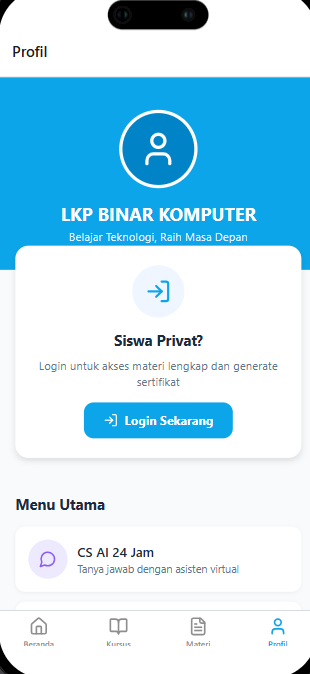 Profil
LKP BINAR KOMPUTER
Belajar Teknologi, Raih Masa Depan
Siswa Privat?
Login untuk akses materi lengkap dan generate
sertifikat
Login Sekarang
Menu Utama
CS AI 24 Jam
Tanya jawab dengan asisten virtual
Beranda Kursus Materi Profil